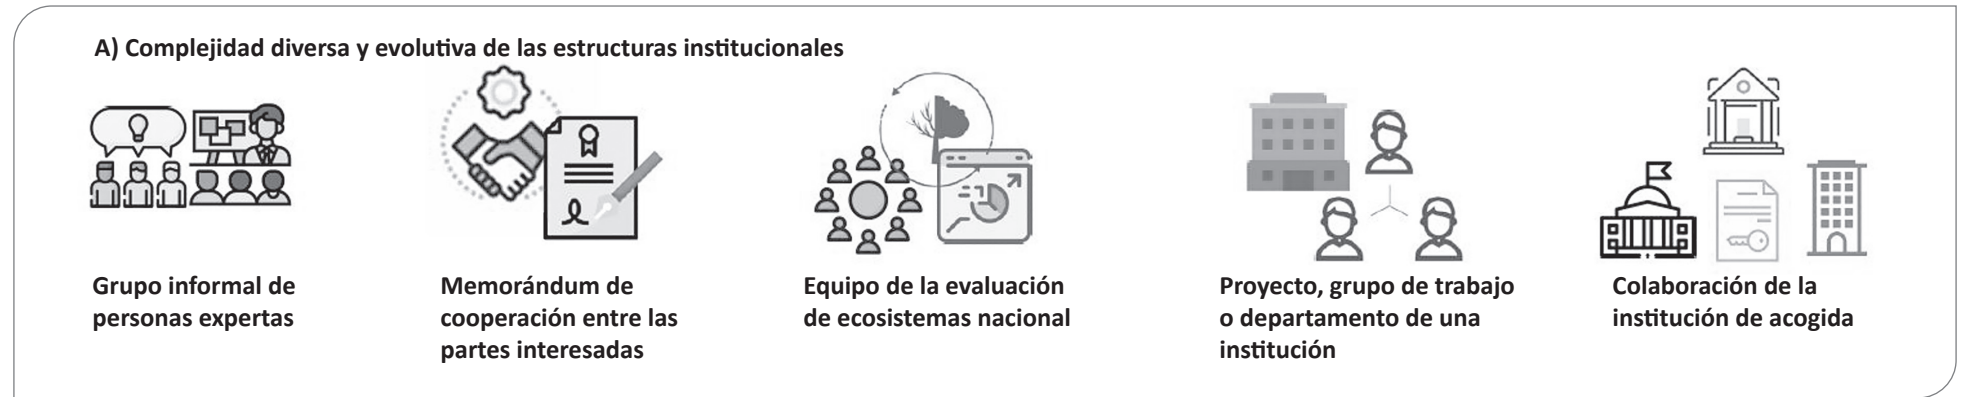 A) Complejidad diversa y evolutiva de las estructuras institucionales
Grupo informal de
personas expertas
Memorándum de
cooperación entre las
partes interesadas
Equipo de la evaluación
de ecosistemas nacional
Proyecto, grupo de trabajo
o departamento de una
institución
Colaboración de la
institución de acogida